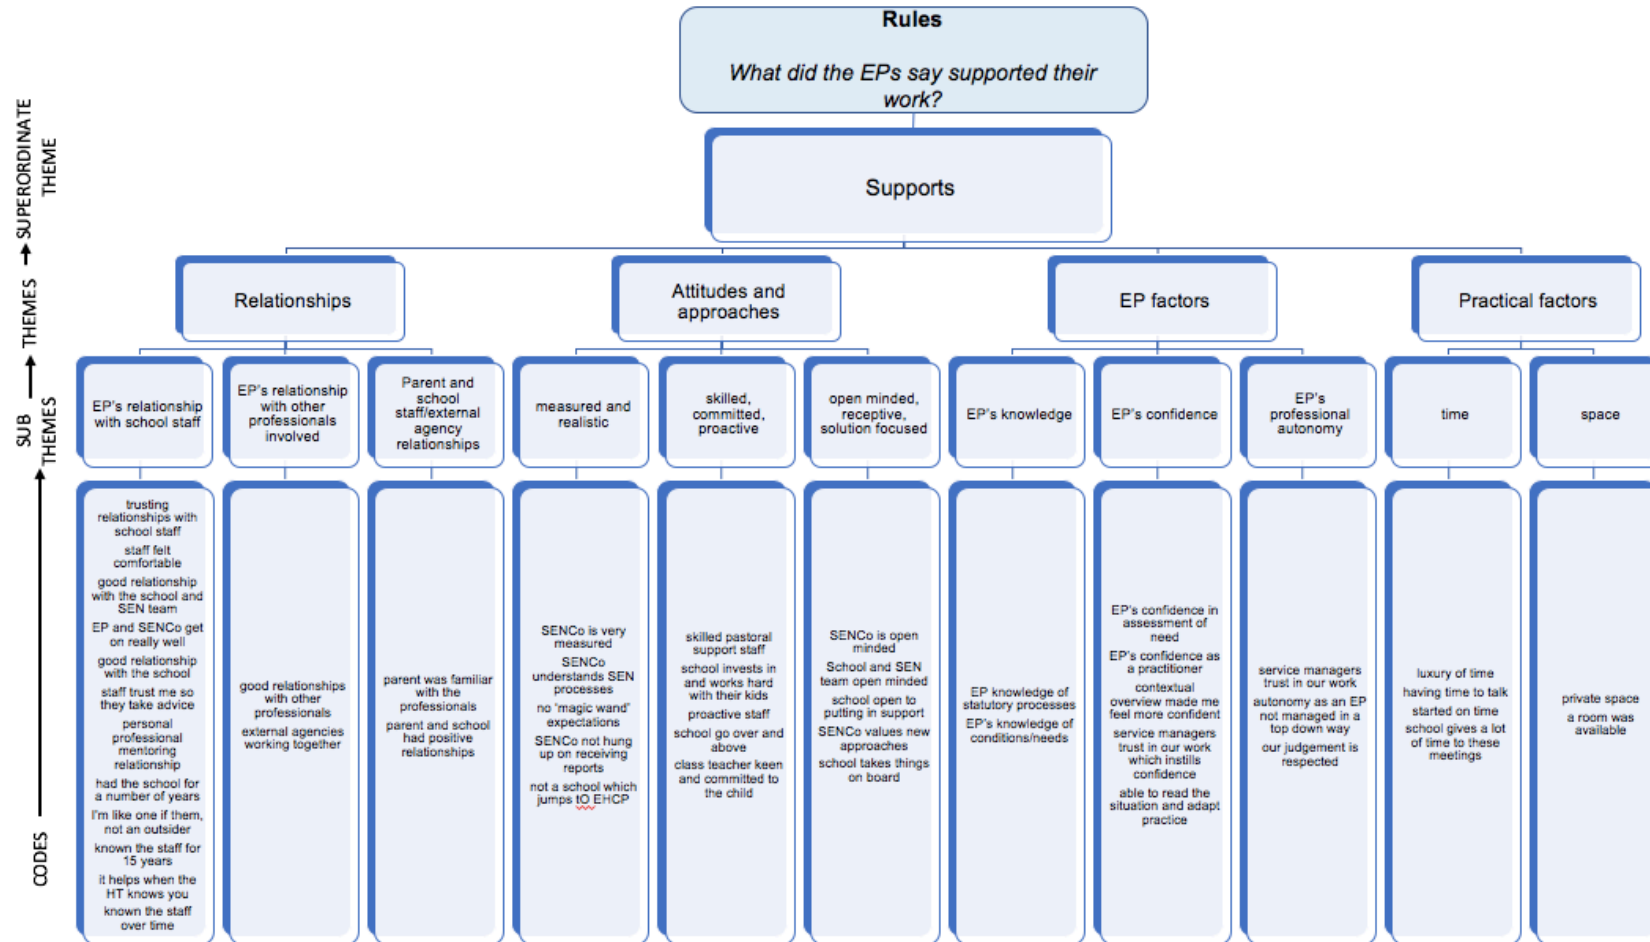 Rules
What did the EPs say supported their
work?
Supports
SUPERORDINATE
THEME
THEMES
SUB
THEMES
CODES
Relationships
Attitudes and
approaches
EP factors
Practical factors
EP's relationship
with school staff
EP's relationship
with other
professionals
involved
Parent and
school
staff/external
agency
relationships
measured and
realistic
skilled,
committed,
proactive
open minded,
receptive,
solution focused
EP's knowledge
EP's confidence
EP's
professional
autonomy
time
space
trusting
relationships with
school staff
staff felt
comfortable
good relationship
with the school and
SEN team
EP and SENCo get
on really well
good relationship
with the school
staff trust me so
they take advice
personal
professional
mentoring
relationship
had the school for
a number of years
I'm like one if them,
not an outsider
known the staff for
15 years
it helps when the
HT knows you
known the staff
over time
good relationships
with other
professionals
external agencies
working together
parent was familiar
with the
professionals
parent and school
had positive
relationships
SENCo is very
measured
SENCo
understands SEN
processes
no 'magic wand'
expectations
SENCo not hung
up on receiving
reports
not a school which
jumps tO EHCP
skilled pastoral
support staff
school invests in
and works hard
with their kids
proactive staff
school go over and
above
class teacher keen
and committed to
the child
SENCo is open
minded
School and SEN
team open minded
school open to
putting in support
SENCo values new
approaches
school takes things
on board
EP knowledge of
statutory processes
EP's knowledge of
conditions/needs
EP's confidence in
assessment of
need
EP's confidence as
a practitioner
contextual
overview made me
feel more confident
service managers
trust in our work
which instills
confidence
able to read the
situation and adapt
practice
service managers
trust in our work
autonomy as an EP
not managed in a
top down way
our judgement is
respected
luxury of time
having time to talk
started on time
school gives a lot
of time to these
meetings
private space
a room was
available